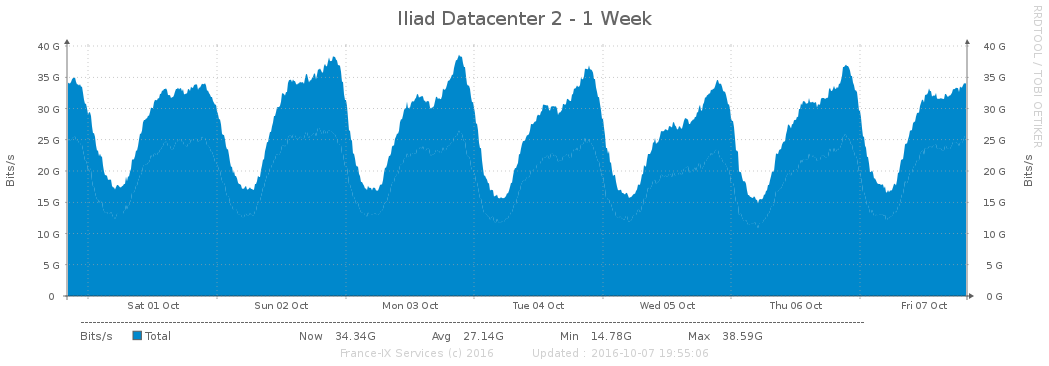 Iliad Datacenter 2 - 1 Week
RRDTOOL / TOBI OETIKER
40 G 40 G
35 G 35 G
30 G 30 G
25 G 25 G
20 G 20 G
15 G 15 G
10 G 10 G
5 G 5 G
0 0 G
Bits/s
Bits/s
Sat 01 Oct Sun 02 Oct Mon 03 Oct Tue 04 Oct Wed 05 Oct Thu 06 Oct Fri 07 Oct
Bits/s Total Now 34.34G Avg 27.14G Min 14.78G Max 38.59G
France-IX Services (c) 2016 Updated : 2016-10-07 19:55:06